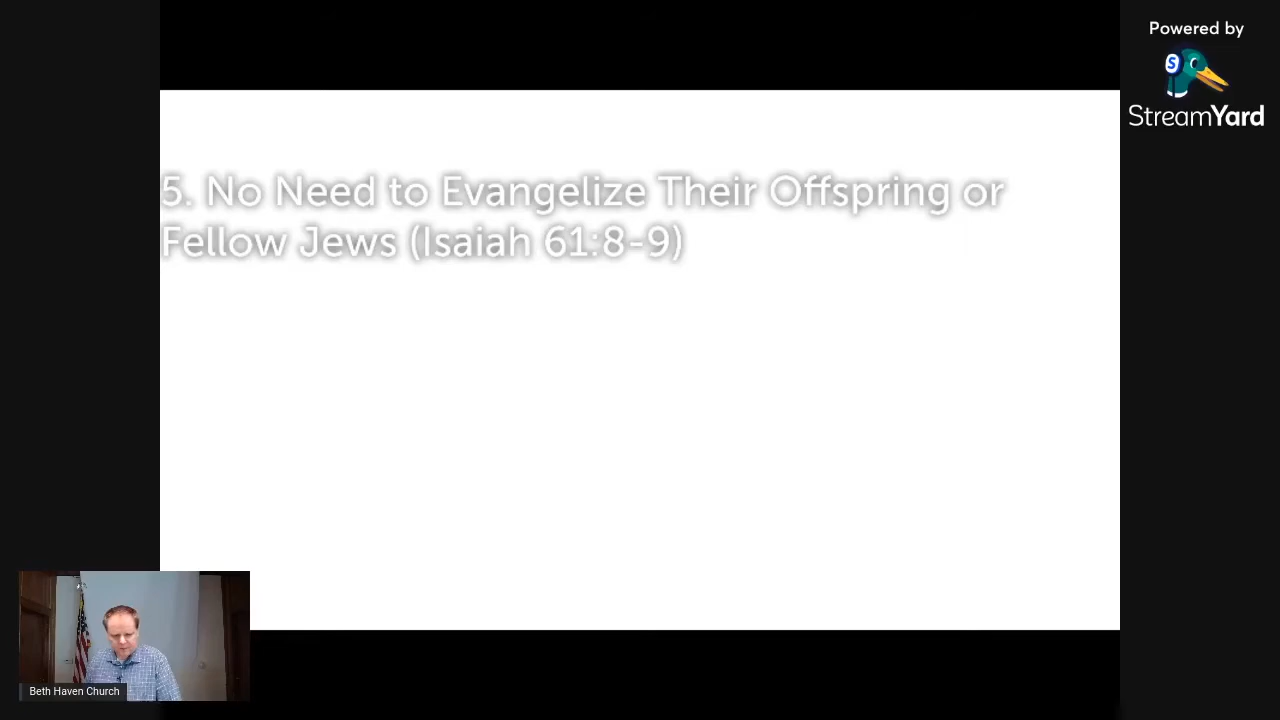 Powered by
S
StreamYard
5. No Need to Evangelize Their Offspring or
Fellow Jews (Isaiah 61:8-9)
Beth Haven Church